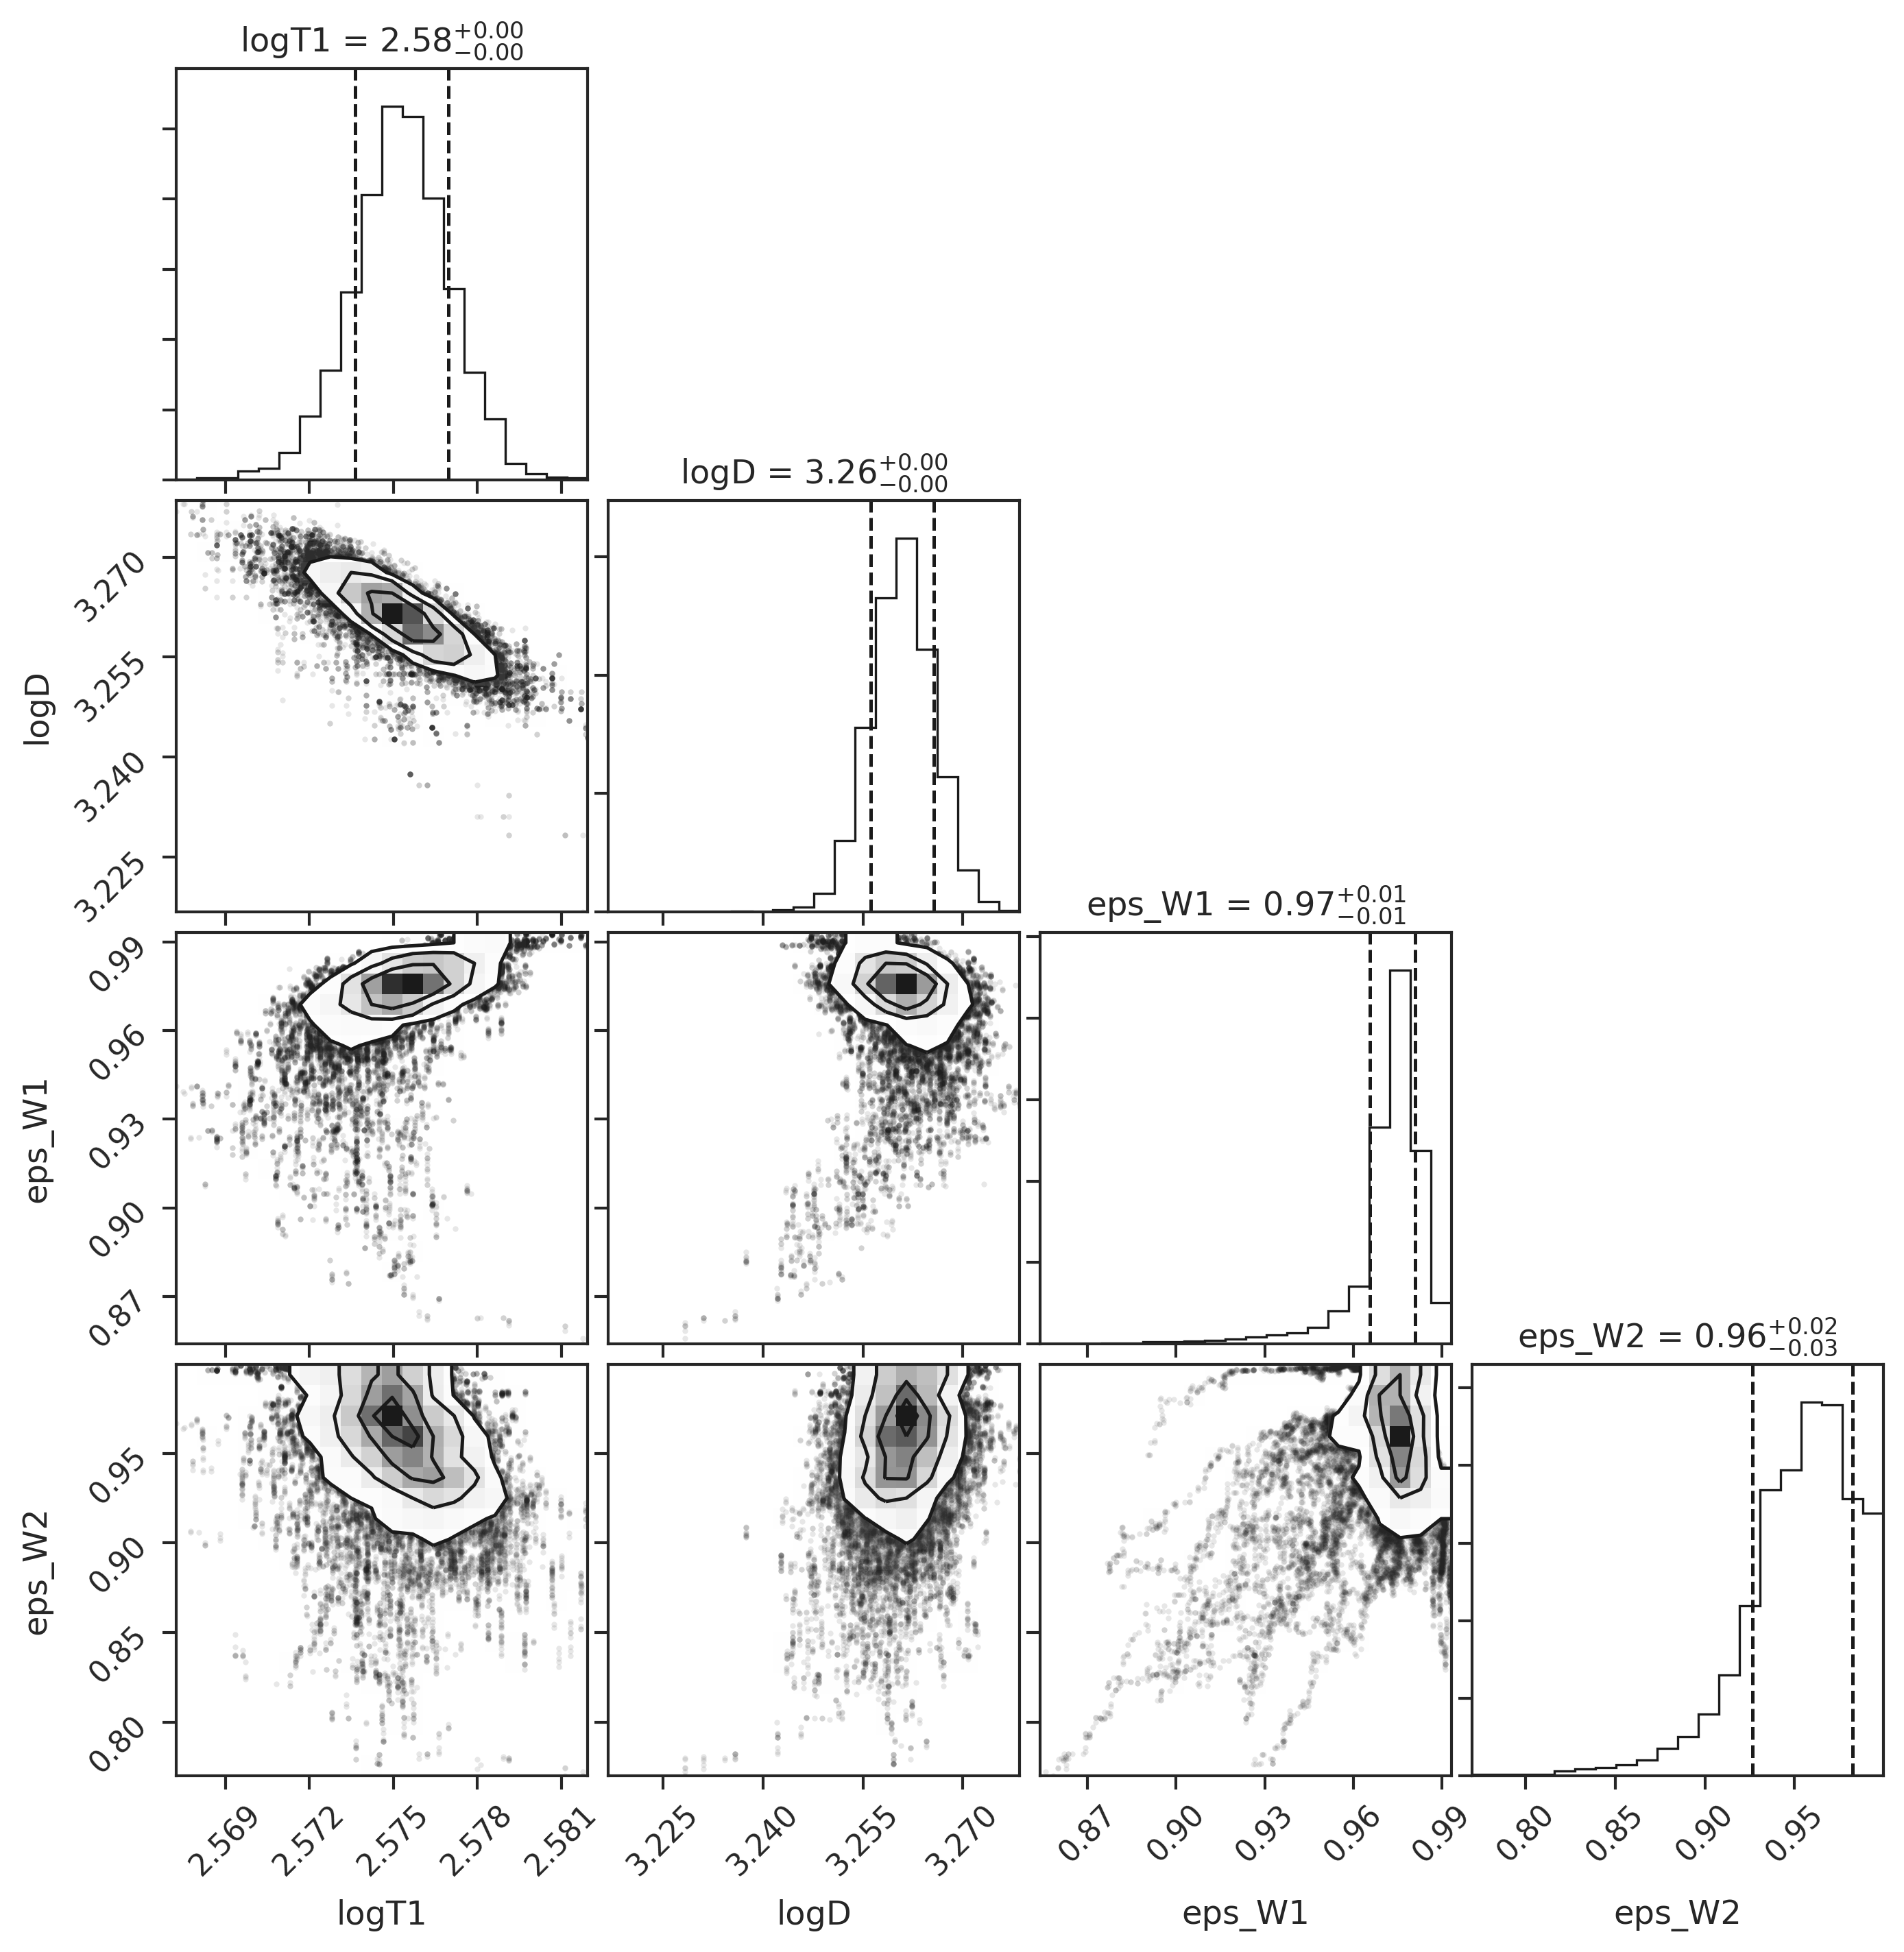 logT1 = 2.58+0.00−0.00
logD = 3.26+0.00−0.00
3.270
3.255
3.240
3.225
logD
eps_W1 = 0.97+0.01−0.01
0.99
0.96
0.93
0.90
0.87
eps_W1
eps_W2 = 0.96+0.02−0.03
0.95
0.90
0.85
0.80
eps_W2
2.569 2.572 2.575 2.578 2.581
3.225 3.240 3.255 3.270
0.87 0.90 0.93 0.96 0.99
0.80 0.85 0.90 0.95
logT1 logD eps_W1 eps_W2